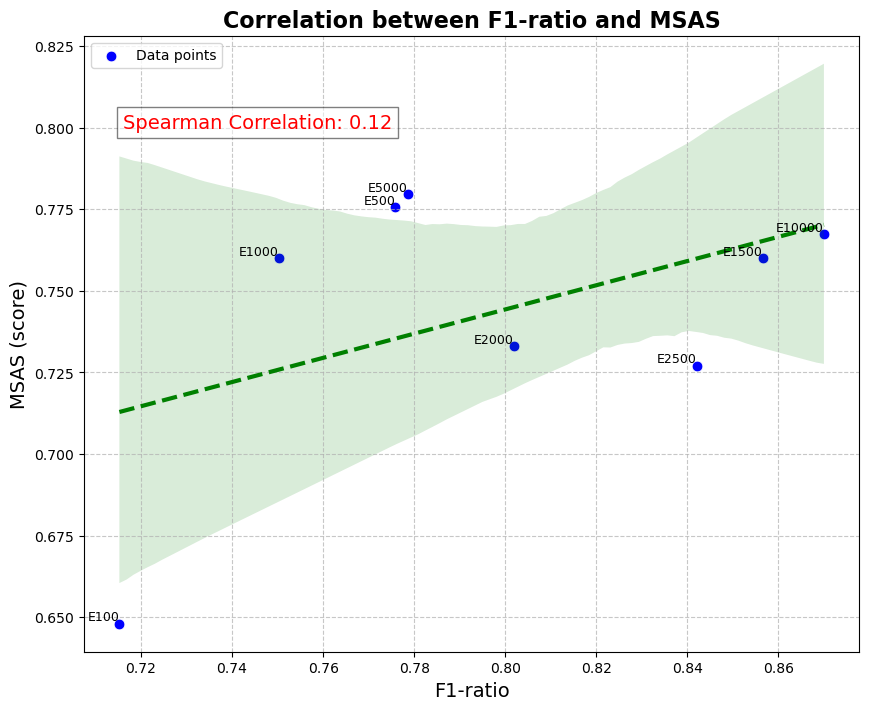 Correlation between F1-ratio and MSAS
Data points
Spearman Correlation: 0.12
E5000
E500
E1000
E10000
E1500
E2000
E2500
E100
MSAS (score)
0.825
0.800
0.775
0.750
0.725
0.700
0.675
0.650
0.72 0.74 0.76 0.78 0.80 0.82 0.84 0.86
F1-ratio